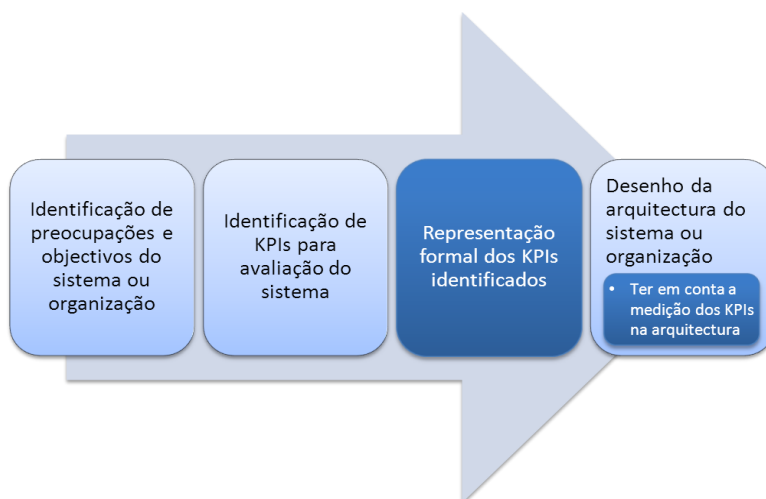 Identificação de
preocupações e
objectivos do
sistema ou
organização
Identificação de
KPIs para
avaliação do
sistema
Representação
formal dos KPIs
identificados
Desenho da
arquitectura do
sistema ou
organização
• Ter em conta a
medição dos KPIs
na arquitectura